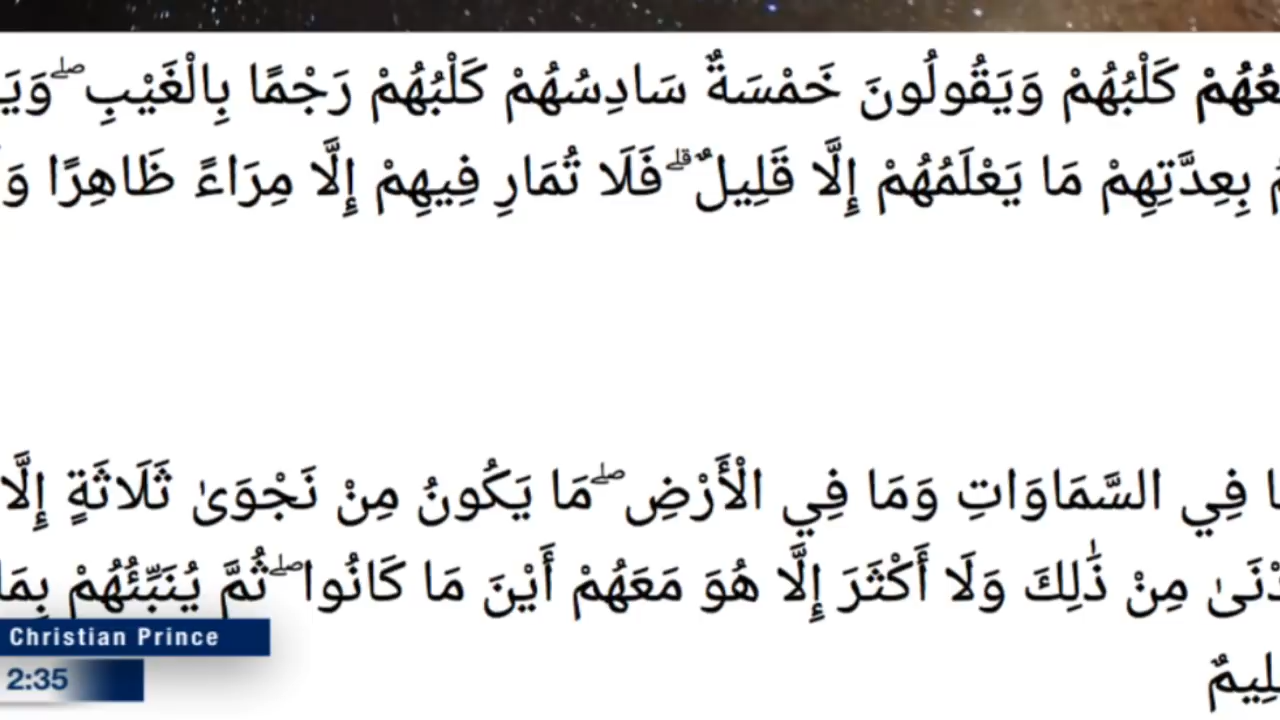 كَلْبُهُمْ وَيَقُولُونَ خَمْسَةٌ سَادِسُهُمْ كَلْبُهُمْ رَجْمًا بِالْغَيْبِ ۖ
بِعِدَّتِهِمْ مَا يَعْلَمُهُمْ إِلَّا قَلِيلٌ ۗ فَلَا تُمَارِ فِيهِمْ إِلَّا مِرَاءً ظَاهِرًا
فِي السَّمَاوَاتِ وَمَا فِي الْأَرْضِ ۖ مَا يَكُونُ مِنْ نَجْوَىٰ ثَلَاثَةٍ إِلَّا
مِنْ ذَٰلِكَ وَلَا أَكْثَرَ إِلَّا هُوَ مَعَهُمْ أَيْنَ مَا كَانُوا ۖ ثُمَّ يُنَبِّئُهُمْ بِمَا
Christian Prince
2:35